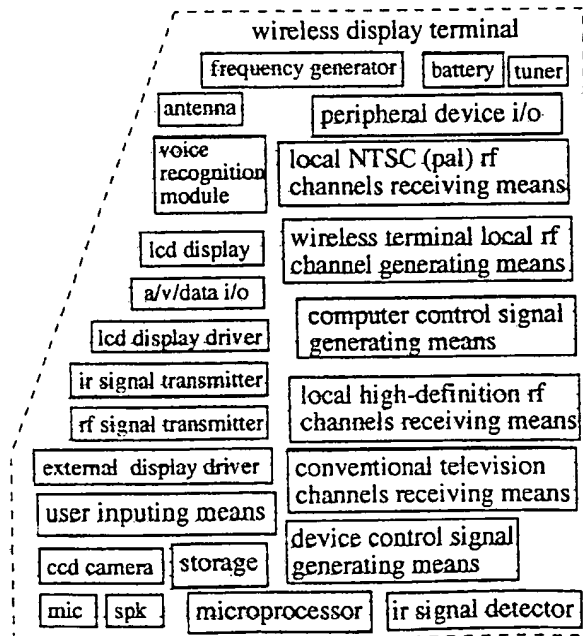 wireless display terminal
frequency generator battery tuner
antenna peripheral device i/o
voice
recognition
module
local NTSC (pal) rf
channels receiving means
lcd display
wireless terminal local rf
channel generating means
a/v/data i/o
computer control signal
generating means
lcd display driver
ir signal transmitter
local high-definition rf
channels receiving means
rf signal transmitter
external display driver
conventional television
channels receiving means
user inputing means
device control signal
generating means
ccd camera storage
mic spk microprocessor ir signal detector